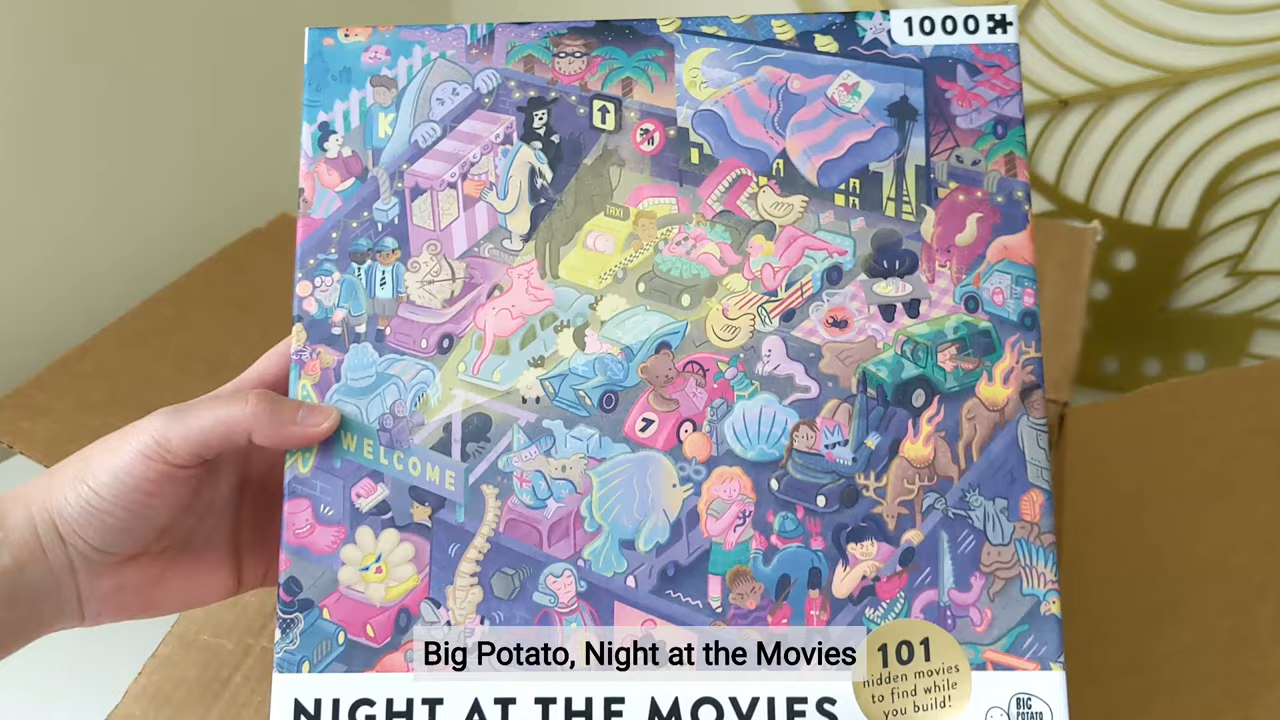 1000
K
TAXI
7
WELCOME
Big Potato, Night at the Movies
101
hidden movies
to find while
you build!
NIGHT AT THE MOVIES
BIG
POTATO